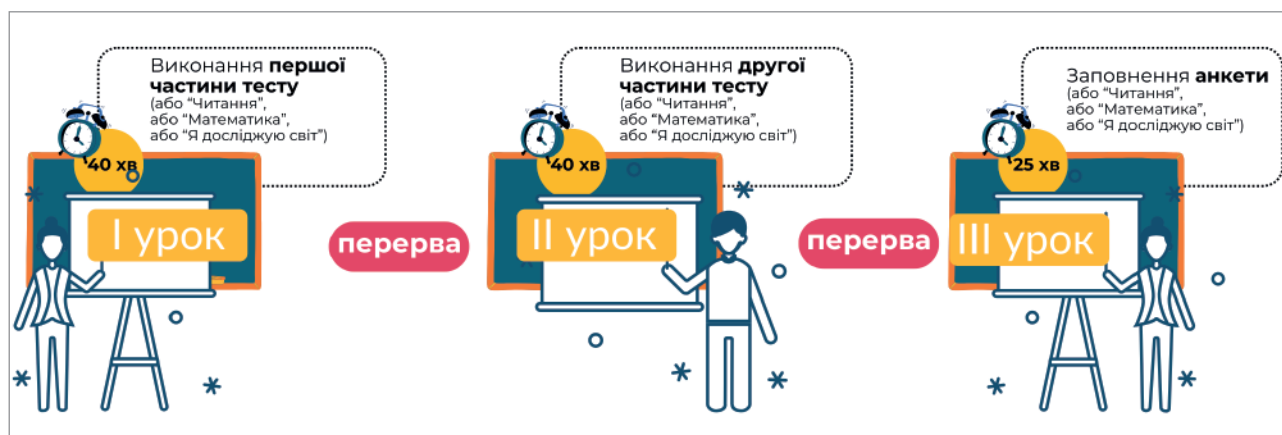 Виконання першої
частини тесту
(або “Читання”,
або “Математика”,
або “Я досліджую світ”)
40 хв
I урок
перерва
Виконання другої
частини тесту
(або “Читання”,
або “Математика”,
або “Я досліджую світ”)
40 хв
II урок
перерва
Заповнення анкети
(або “Читання”,
або “Математика”,
або “Я досліджую світ”)
25 хв
III урок